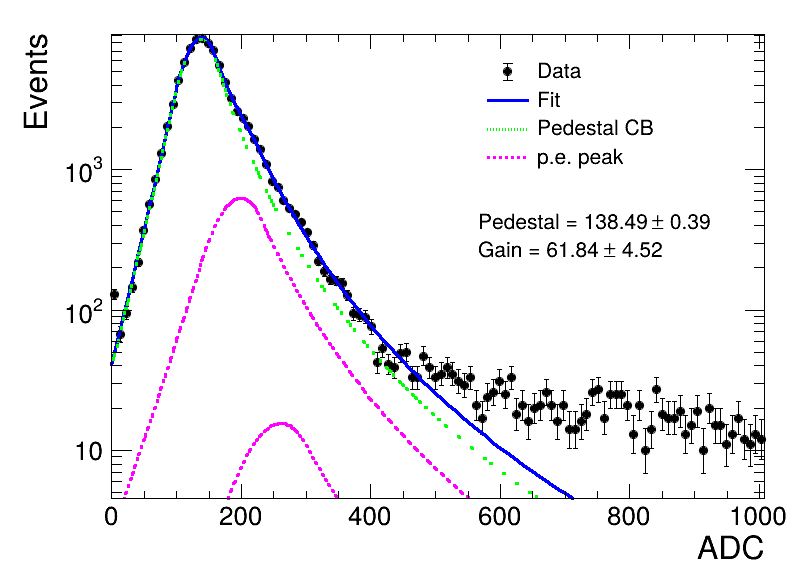 Events
Data
Fit
Pedestal CB
p.e. peak
Pedestal = 138.49 ± 0.39
Gain = 61.84 ± 4.52
10³
10²
10
0 200 400 600 800 1000
ADC